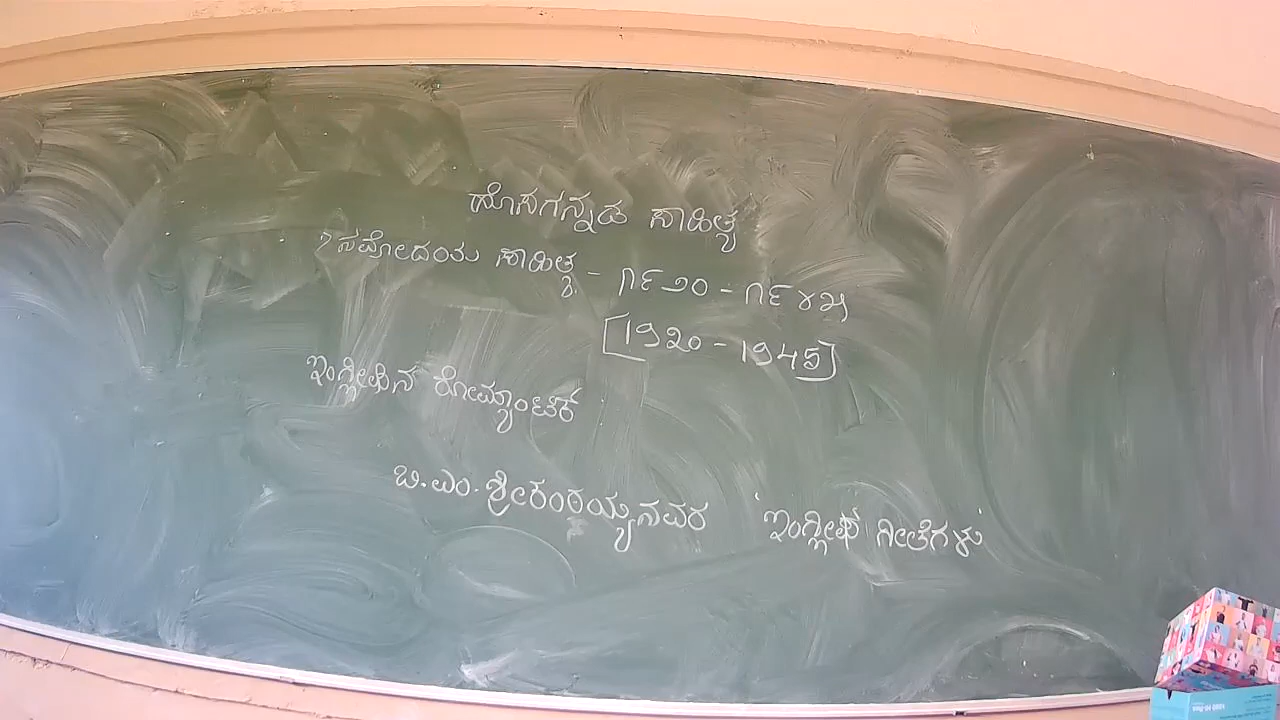 ಹೊಸಗನ್ನಡ ಸಾಹಿತ್ಯ
? ನವೋದಯ ಸಾಹಿತ್ಯ - ೧೯೨೦ - ೧೯೪೫
[1920 - 1945]
ಇಂಗ್ಲೀಷಿನ ರೋಮ್ಯಾಂಟಿಕ್
ಬಿ.ಎಂ.ಶ್ರೀಕಂಠಯ್ಯನವರ 'ಇಂಗ್ಲೀಷ್ ಗೀತೆಗಳು'